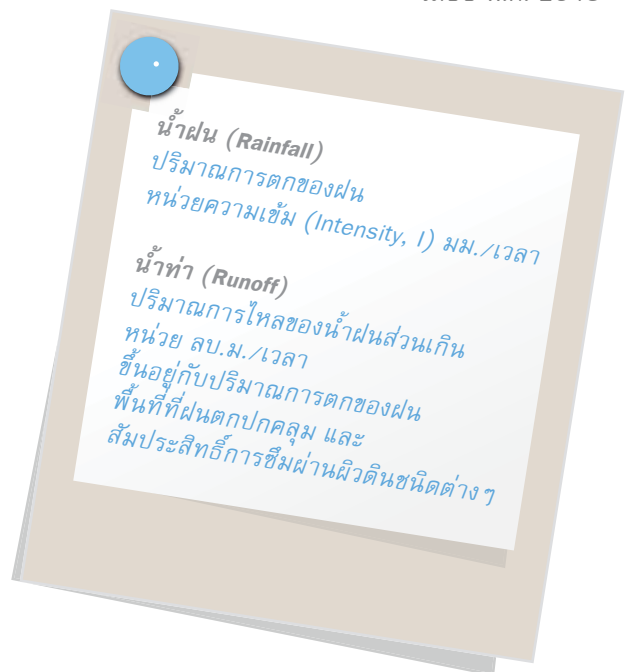 น้ำฝน (Rainfall)
ปริมาณการตกของฝน
หน่วยความเข้ม (Intensity, I) มม./เวลา
น้ำท่า (Runoff)
ปริมาณการไหลของน้ำฝนส่วนเกิน
หน่วย ลบ.ม./เวลา
ขึ้นอยู่กับปริมาณการตกของฝน
พื้นที่ที่ฝนตกปกคลุม และ
สัมประสิทธิ์การซึมผ่านผิวดินชนิดต่างๆ